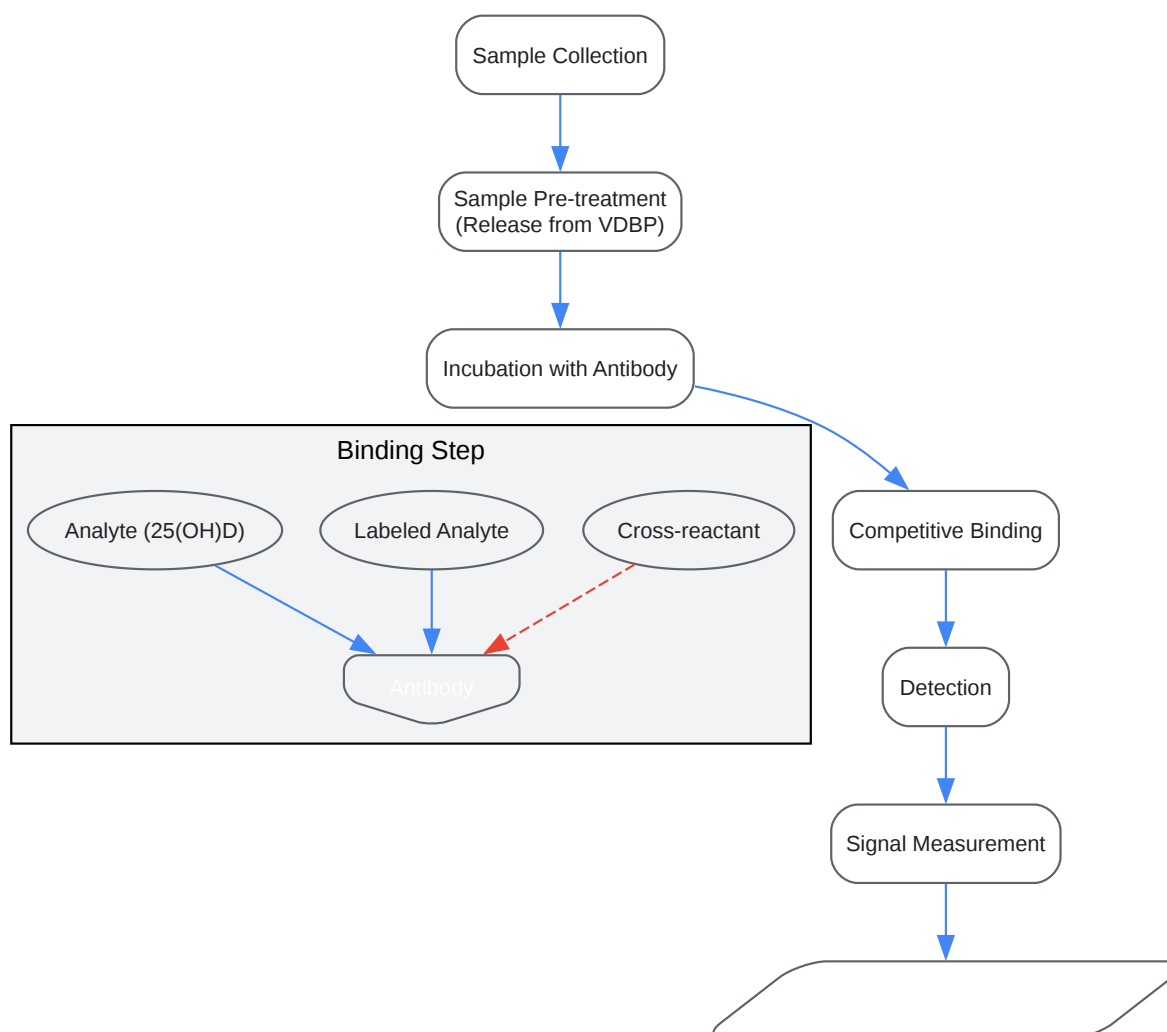 Sample Collection
Sample Pre-treatment
(Release from VDBP)
Incubation with Antibody
Binding Step
Analyte (25(OH)D)
Labeled Analyte
Cross-reactant
Competitive Binding
Antibody
Detection
Signal Measurement